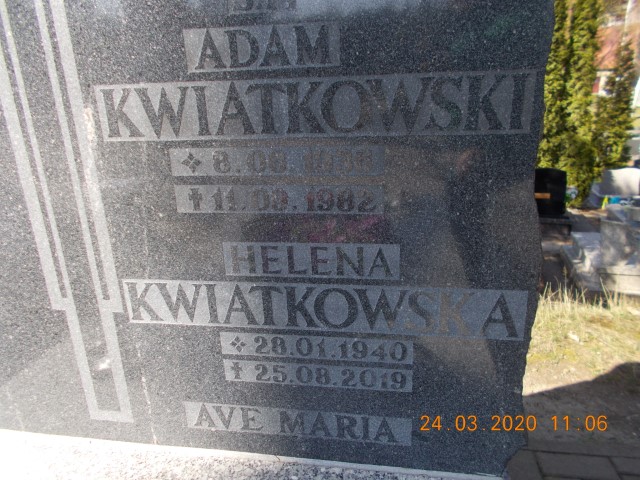 ADAM
KWIATKOWSKI
11.09.1982
HELENA
KWIATKOWSKA
28.01.1940
✝ 25.08.2019
AVE MARIA
24.03.2020 11:06